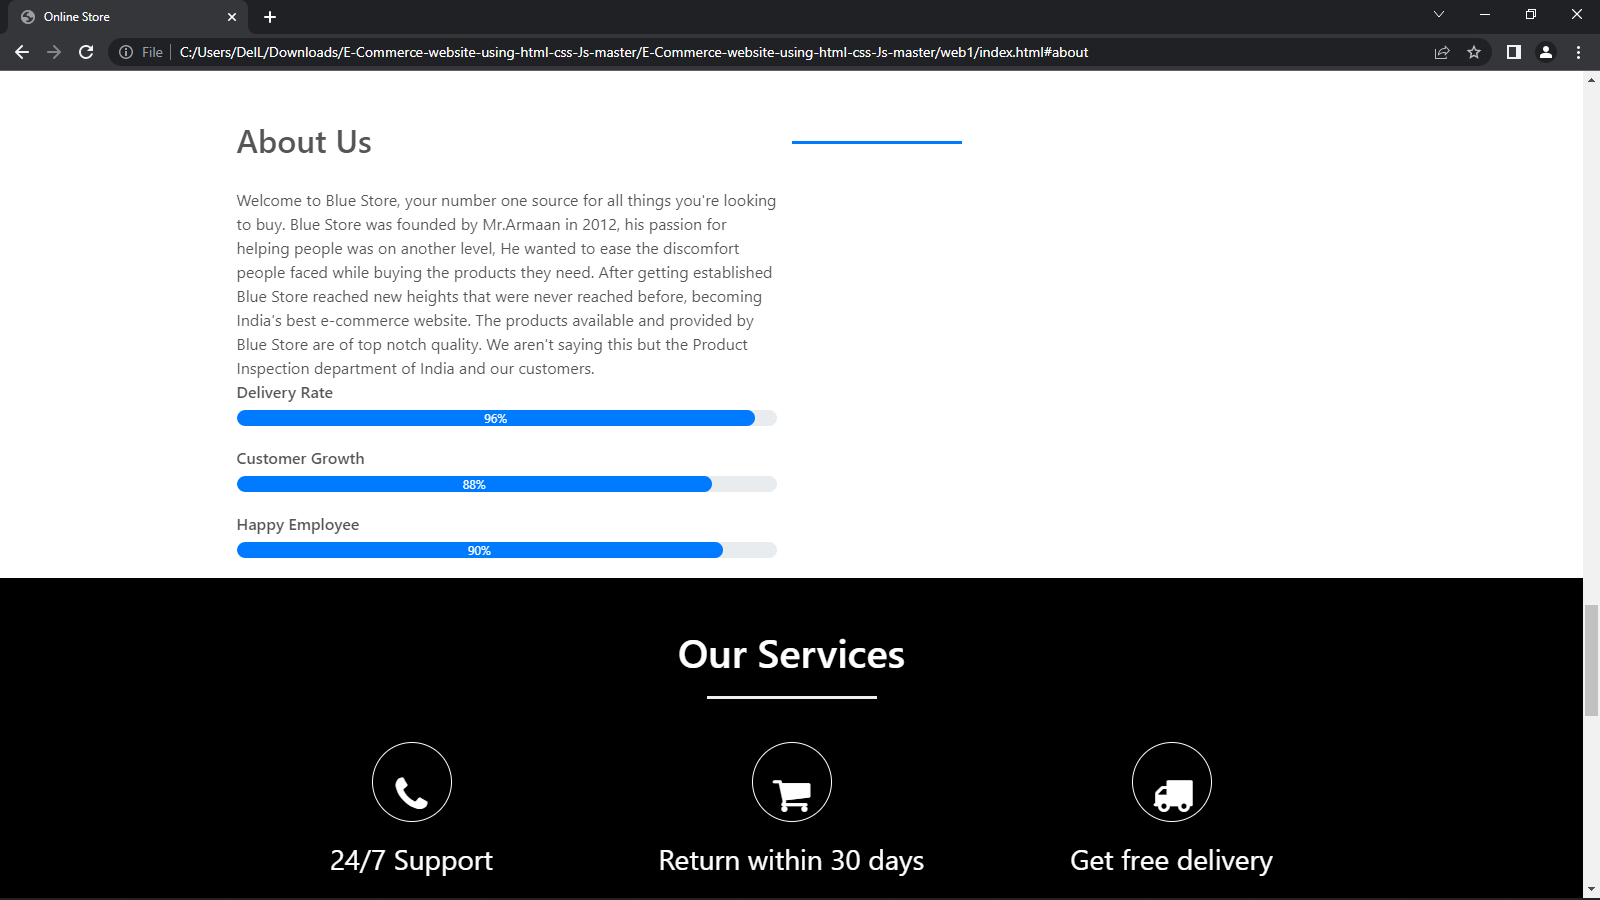 Online Store
File
C:/Users/DelL/Downloads/E-Commerce-website-using-html-css-Js-master/E-Commerce-website-using-html-css-Js-master/web1/index.html#about
About Us
Welcome to Blue Store, your number one source for all things you're looking
to buy. Blue Store was founded by Mr.Armaan in 2012, his passion for
helping people was on another level, He wanted to ease the discomfort
people faced while buying the products they need. After getting established
Blue Store reached new heights that were never reached before, becoming
India's best e-commerce website. The products available and provided by
Blue Store are of top notch quality. We aren't saying this but the Product
Inspection department of India and our customers.
Delivery Rate
96%
Customer Growth
88%
Happy Employee
90%
Our Services
24/7 Support
Return within 30 days
Get free delivery